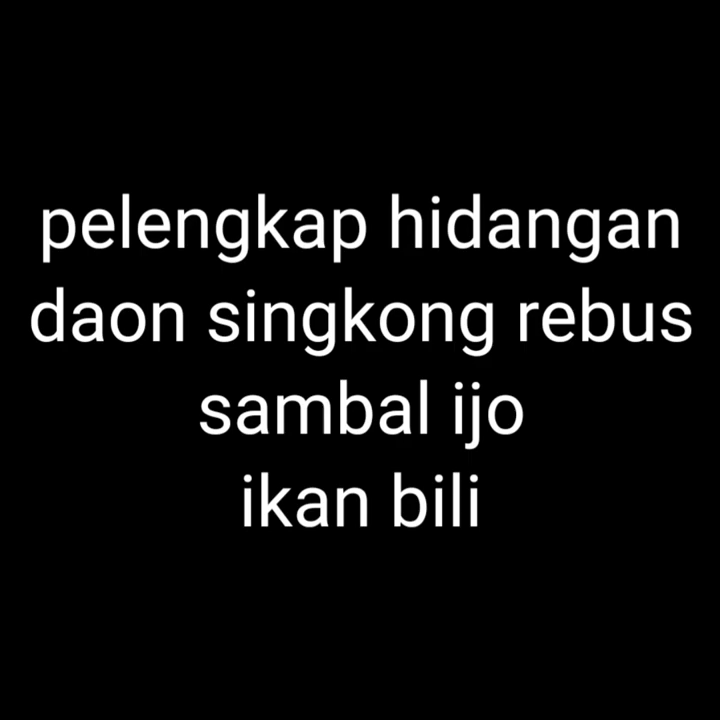 pelengkap hidangan
daon singkong rebus
sambal ijo
ikan bili